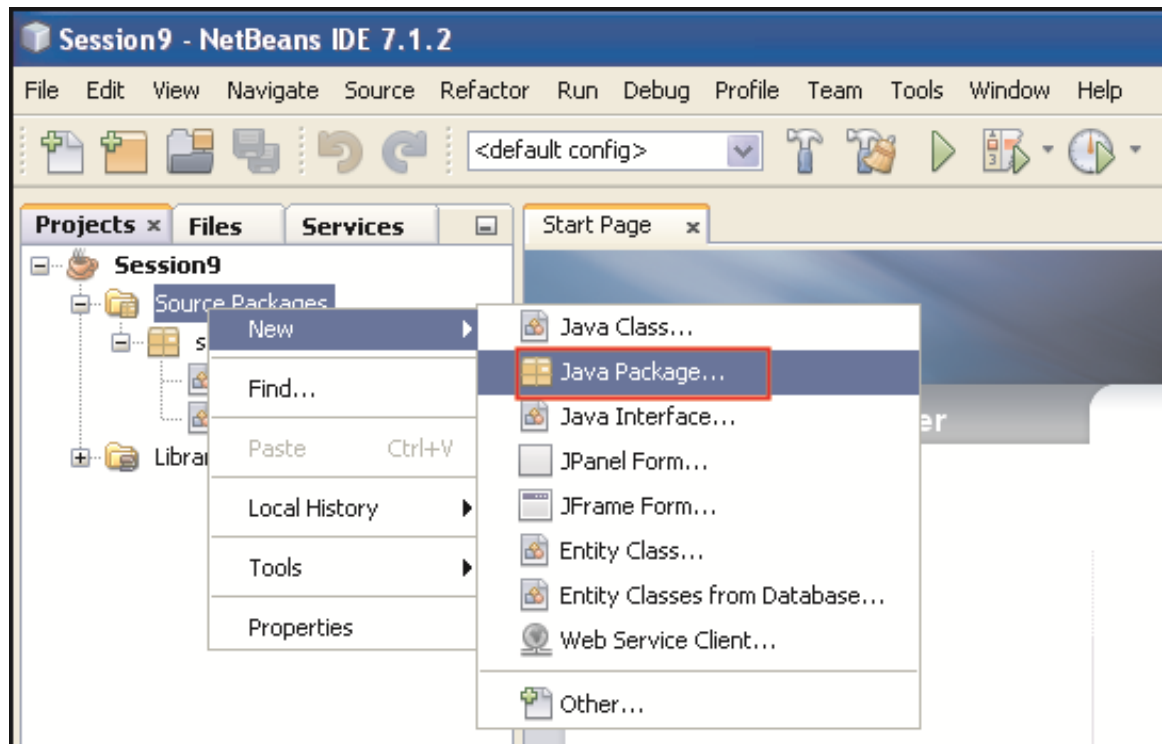 Session9 - NetBeans IDE 7.1.2
File Edit View Navigate Source Refactor Run Debug Profile Team Tools Window Help
<default config>
Projects Files Services
Start Page
Session9
Source Packages
s
Librar
New
Find...
Paste Ctrl+V
Local History
Tools
Properties
Java Class...
Java Package...
Java Interface...
JPanel Form...
JFrame Form...
Entity Class...
Entity Classes from Database...
Web Service Client...
Other...
er